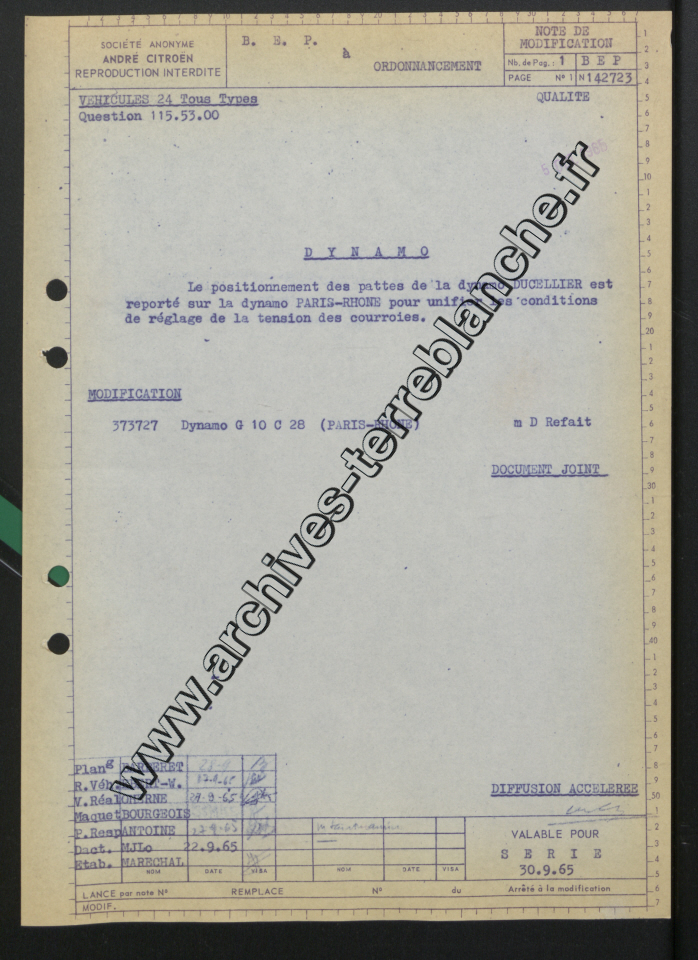 SOCIÉTÉ ANONYME
ANDRÉ CITROËN
REPRODUCTION INTERDITE
B. E. P.
à
ORDONNANCEMENT
NOTE DE
MODIFICATION
Nb. de Pag. : 1 B E P
PAGE N° 1 N 142723
VEHICULES 24 Tous Types
Question 115.53.00
QUALITE
D Y N A M O
Le positionnement des pattes de la dynamo DUCELLIER est
reporté sur la dynamo PARIS-RHONE pour unifier les conditions
de réglage de la tension des courroies.
MODIFICATION
373727 Dynamo G 10 C 28 (PARIS-RHONE) m D Refait
DOCUMENT JOINT
www.archives-terreblanche.fr
DIFFUSION ACCELEREE
Plang
R.Véh
V.Réal 27-9-65
Maquet BOURGEOIS
P.Resp ANTOINE
Dact. MJLo 22.9.65
Etab. MARECHAL
NOM DATE VISA NOM DATE VISA
VALABLE POUR
S E R I E
30.9.65
LANCE par note N° REMPLACE N° du Arrêté à la modification
MODIF.